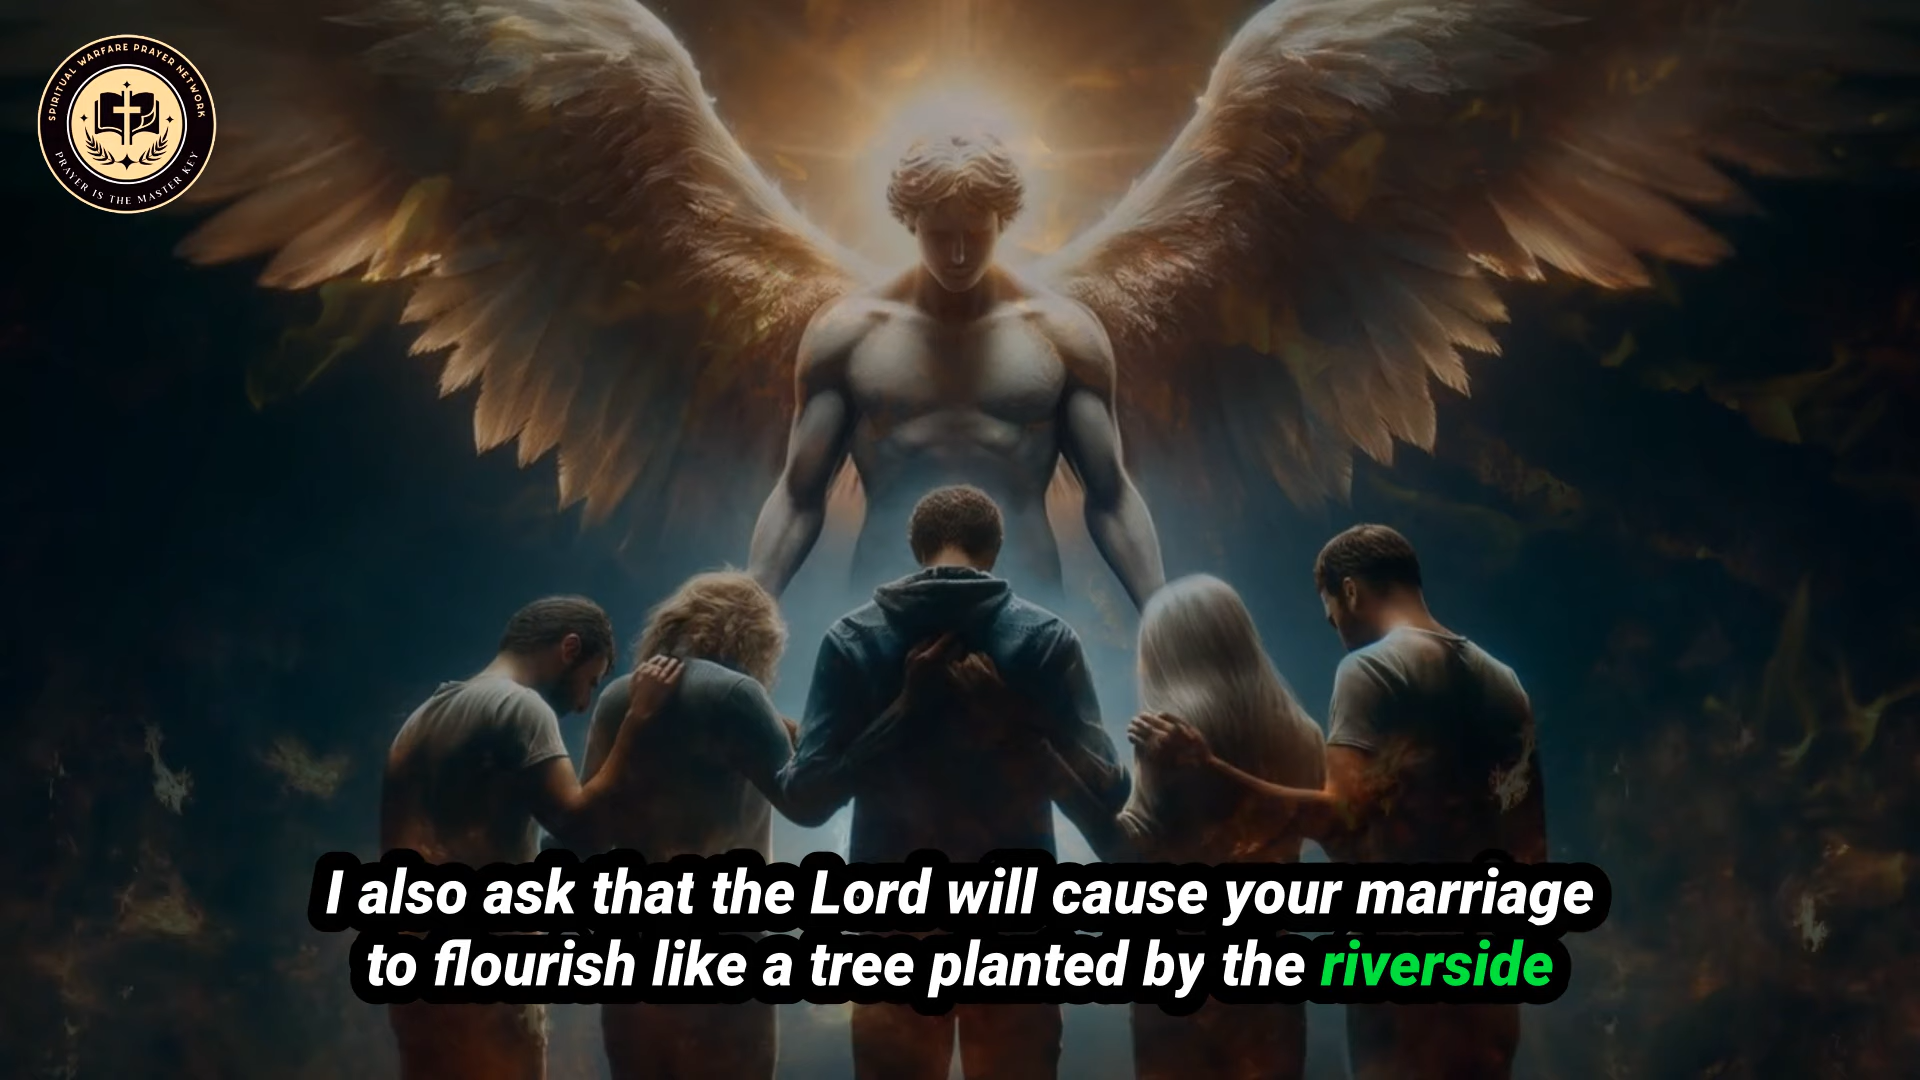 SPIRITUAL WARFARE PRAYER NETWORK
PRAYER IS THE MASTER KEY
I also ask that the Lord will cause your marriage
to flourish like a tree planted by the riverside